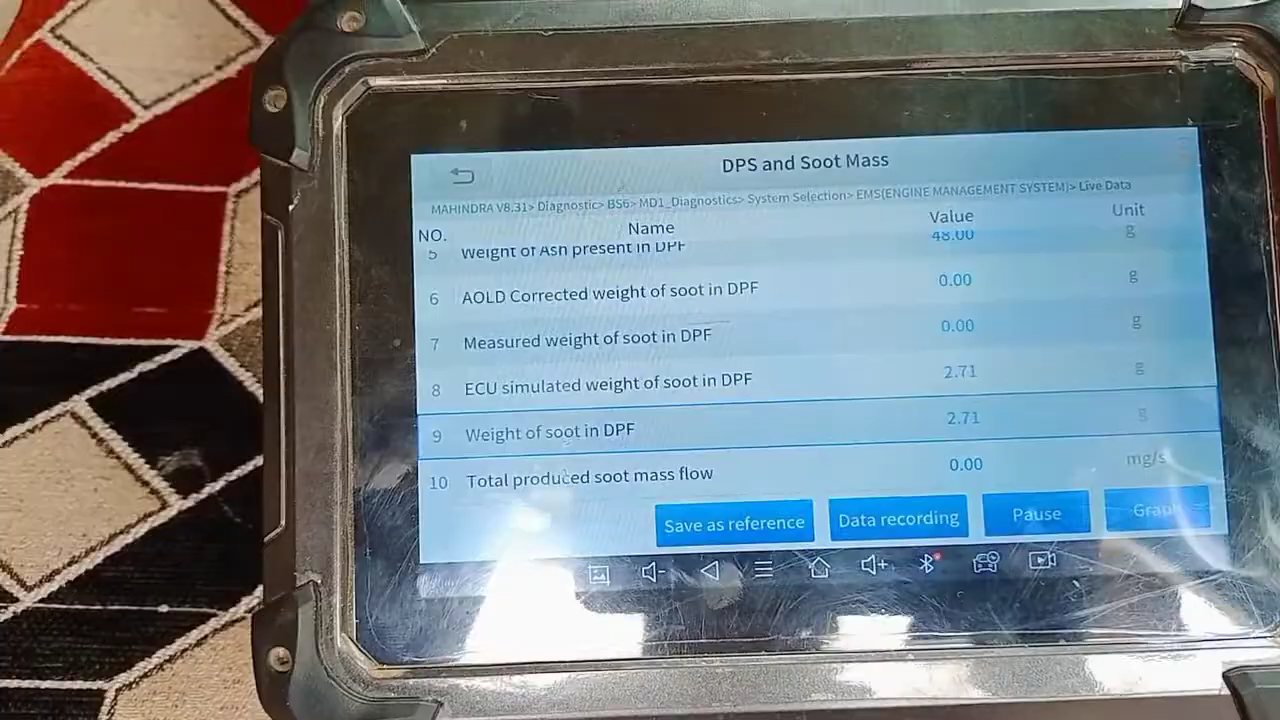 DPS and Soot Mass
MAHINDRA V8.31> Diagnostic> BS6> MD1_Diagnostics> System Selection> EMS(ENGINE MANAGEMENT SYSTEM)> Live Data
NO. Name Value Unit
5 Weight of Ash present in DPF 48.00 g
6 AOLD Corrected weight of soot in DPF 0.00 g
7 Measured weight of soot in DPF 0.00 g
8 ECU simulated weight of soot in DPF 2.71 g
9 Weight of soot in DPF 2.71 g
10 Total produced soot mass flow 0.00 mg/s
Save as reference Data recording Pause Graph